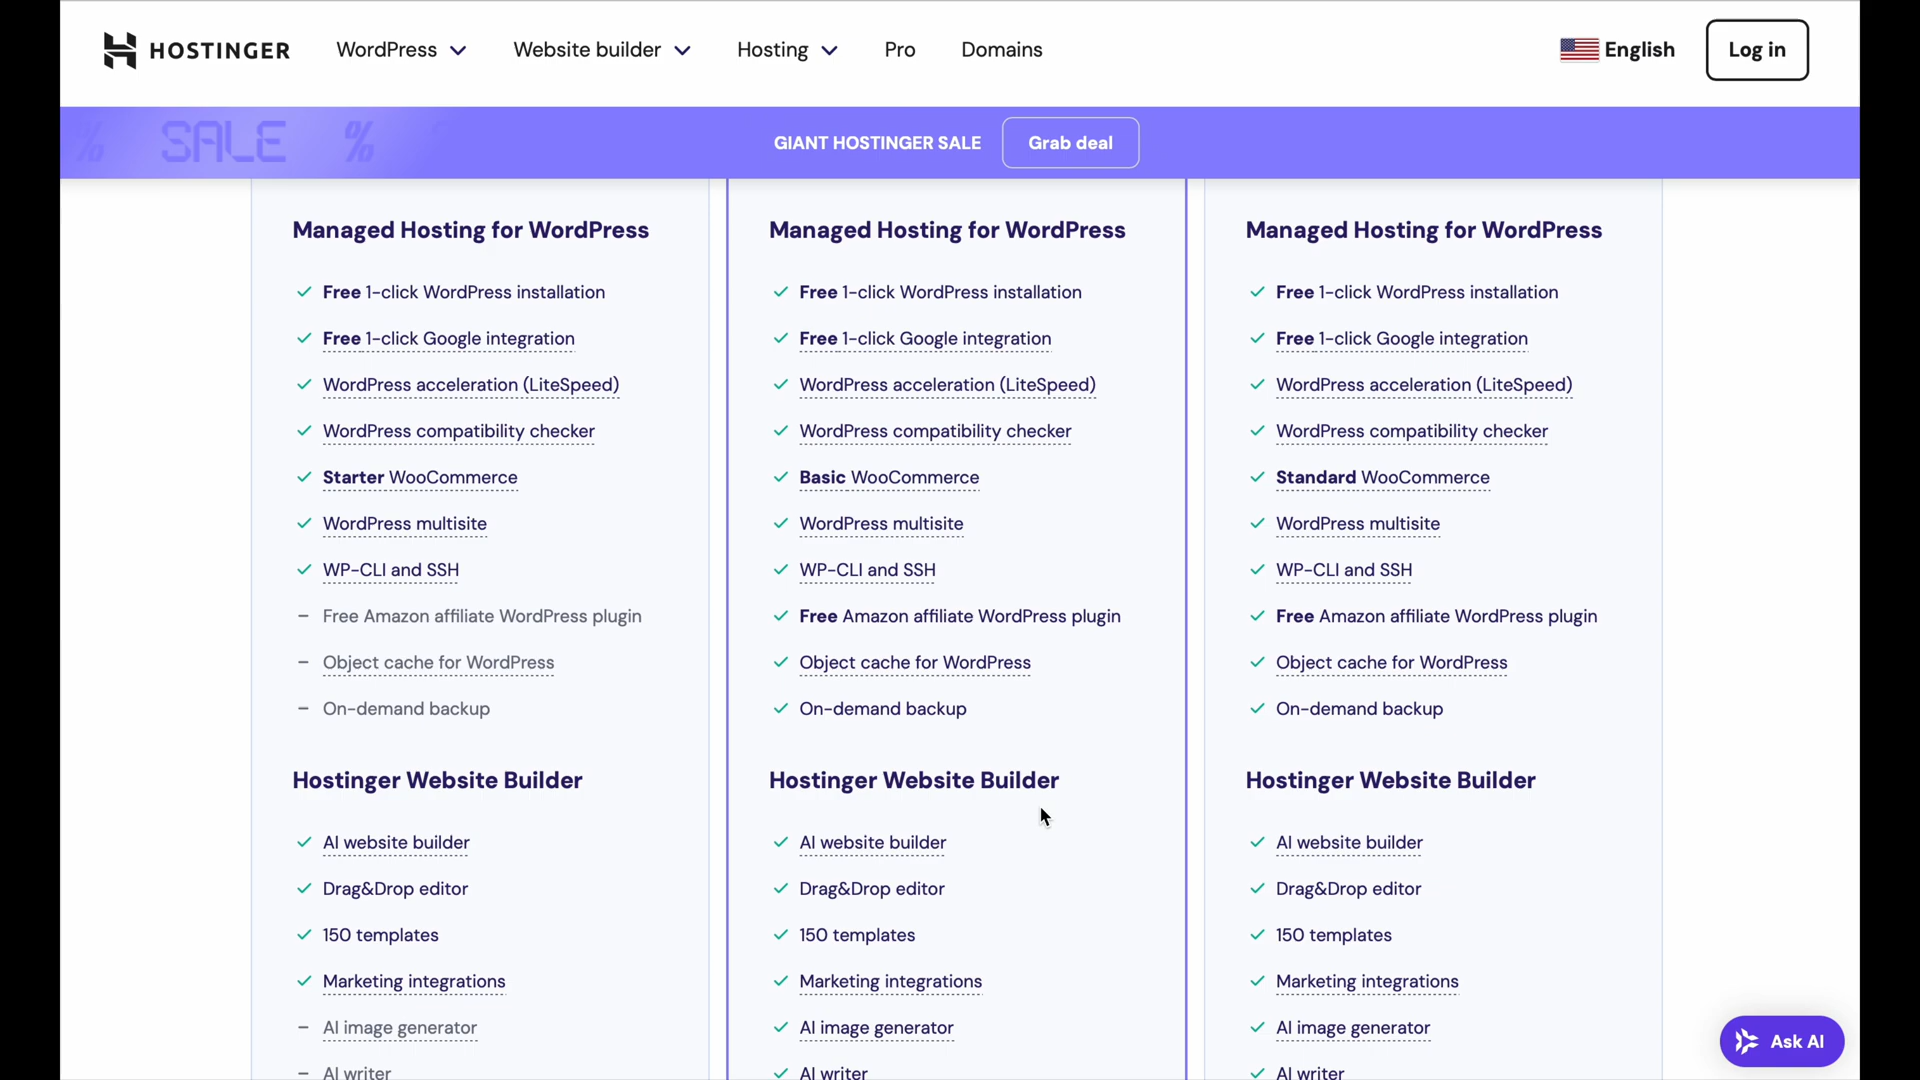 HOSTINGER
WordPress
Website builder
Hosting
Pro
Domains
English
Log in
% SALE %
GIANT HOSTINGER SALE
Grab deal
Managed Hosting for WordPress
Free 1-click WordPress installation
Free 1-click Google integration
WordPress acceleration (LiteSpeed)
WordPress compatibility checker
Starter WooCommerce
WordPress multisite
WP-CLI and SSH
Free Amazon affiliate WordPress plugin
Object cache for WordPress
On-demand backup
Hostinger Website Builder
AI website builder
Drag&Drop editor
150 templates
Marketing integrations
AI image generator
AI writer
Managed Hosting for WordPress
Free 1-click WordPress installation
Free 1-click Google integration
WordPress acceleration (LiteSpeed)
WordPress compatibility checker
Basic WooCommerce
WordPress multisite
WP-CLI and SSH
Free Amazon affiliate WordPress plugin
Object cache for WordPress
On-demand backup
Hostinger Website Builder
AI website builder
Drag&Drop editor
150 templates
Marketing integrations
AI image generator
AI writer
Managed Hosting for WordPress
Free 1-click WordPress installation
Free 1-click Google integration
WordPress acceleration (LiteSpeed)
WordPress compatibility checker
Standard WooCommerce
WordPress multisite
WP-CLI and SSH
Free Amazon affiliate WordPress plugin
Object cache for WordPress
On-demand backup
Hostinger Website Builder
AI website builder
Drag&Drop editor
150 templates
Marketing integrations
AI image generator
AI writer
Ask AI